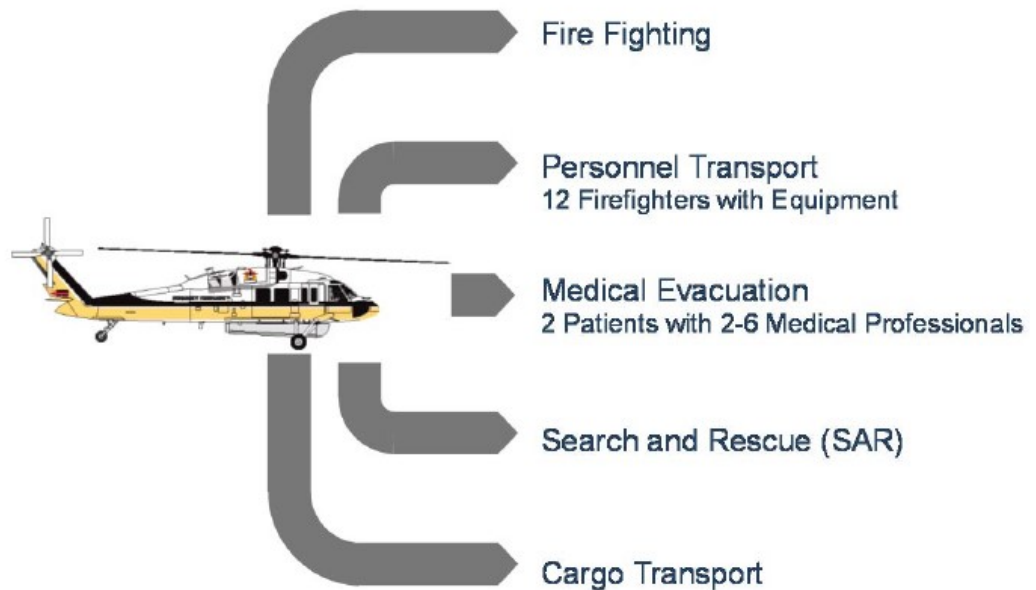 Fire Fighting
Personnel Transport
12 Firefighters with Equipment
Medical Evacuation
2 Patients with 2-6 Medical Professionals
Search and Rescue (SAR)
Cargo Transport